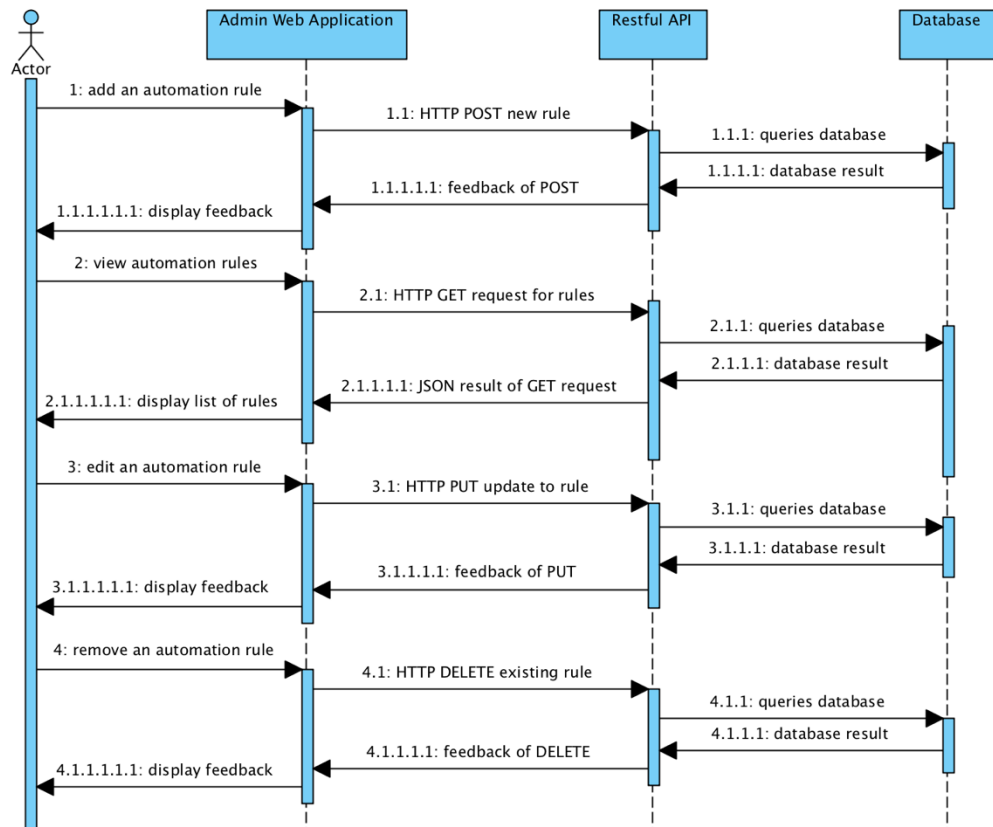 Admin Web Application
Restful API
Database
Actor
1: add an automation rule
1.1: HTTP POST new rule
1.1.1: queries database
1.1.1.1: database result
1.1.1.1.1: feedback of POST
1.1.1.1.1.1: display feedback
2: view automation rules
2.1: HTTP GET request for rules
2.1.1: queries database
2.1.1.1: database result
2.1.1.1.1: JSON result of GET request
2.1.1.1.1.1: display list of rules
3: edit an automation rule
3.1: HTTP PUT update to rule
3.1.1: queries database
3.1.1.1: database result
3.1.1.1.1: feedback of PUT
3.1.1.1.1.1: display feedback
4: remove an automation rule
4.1: HTTP DELETE existing rule
4.1.1: queries database
4.1.1.1: database result
4.1.1.1.1: feedback of DELETE
4.1.1.1.1.1: display feedback